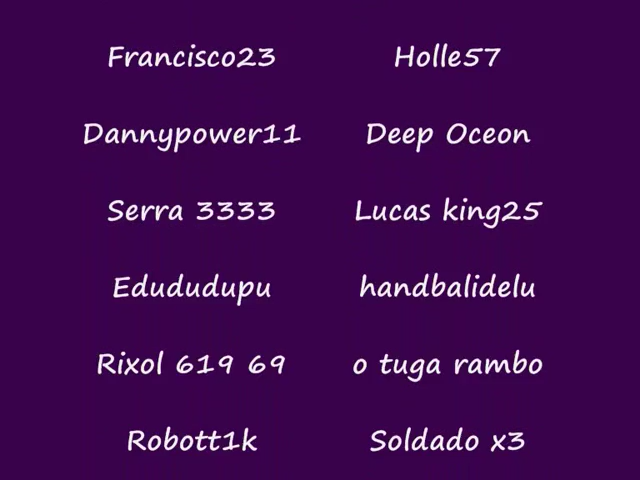 Francisco23 Holle57
Dannypower11 Deep Oceon
Serra 3333 Lucas king25
Edududupu handbalidelu
Rixol 619 69 o tuga rambo
Robott1k Soldado x3